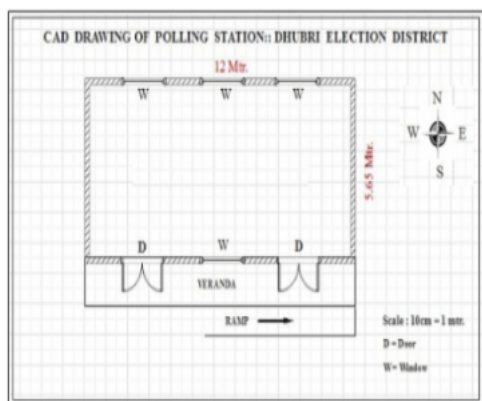 CAD DRAWING OF POLLING STATION:: DHUBRI ELECTION DISTRICT
12 Mtr.
W W W
N
W E
S
5.65 Mtr.
D W D
VERANDA
RAMP
Scale : 10cm = 1 mtr.
D = Door
W= Window